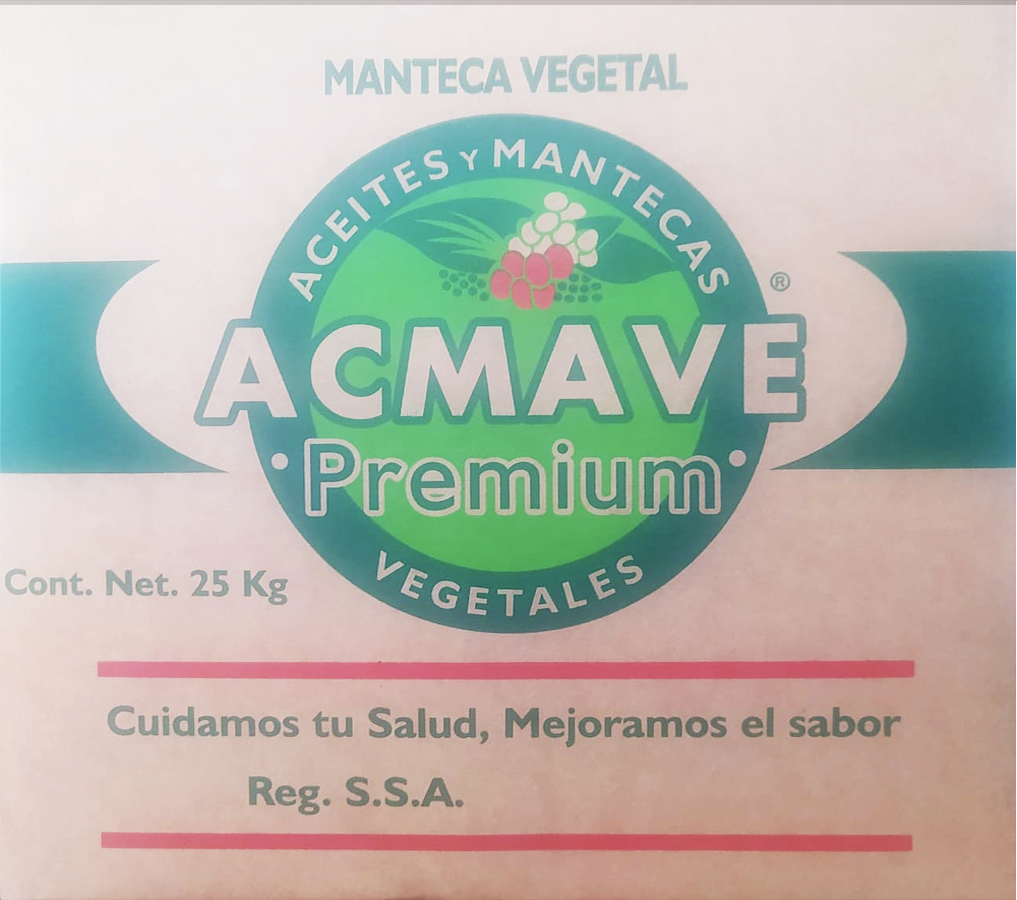 MANTECA VEGETAL
ACEITES Y MANTECAS
®
ACMAVE
Premium
VEGETALES
Cont. Net. 25 Kg
Cuidamos tu Salud, Mejoramos el sabor
Reg. S.S.A.